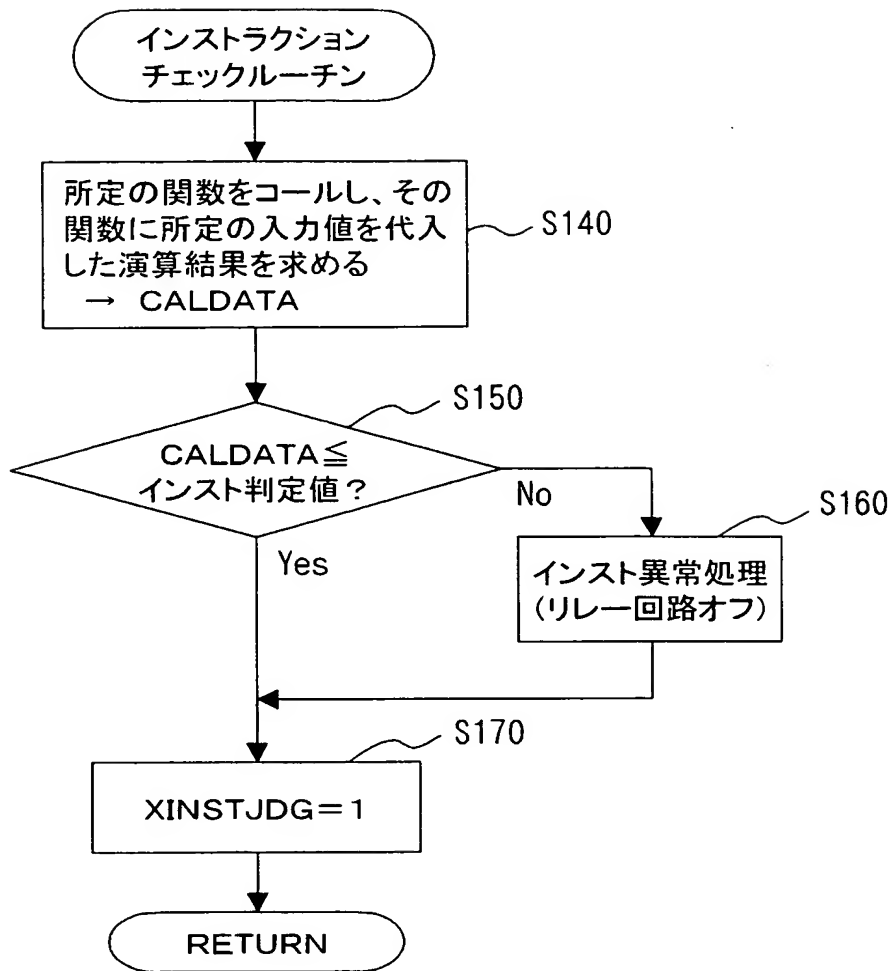 インストラクション
チェックルーチン
所定の関数をコールし、その
関数に所定の入力値を代入
した演算結果を求める
→ CALDATA
S140
S150
CALDATA≦
インスト判定値？
No
Yes
S160
インスト異常処理
(リレー回路オフ)
S170
XINSTJDG＝1
RETURN